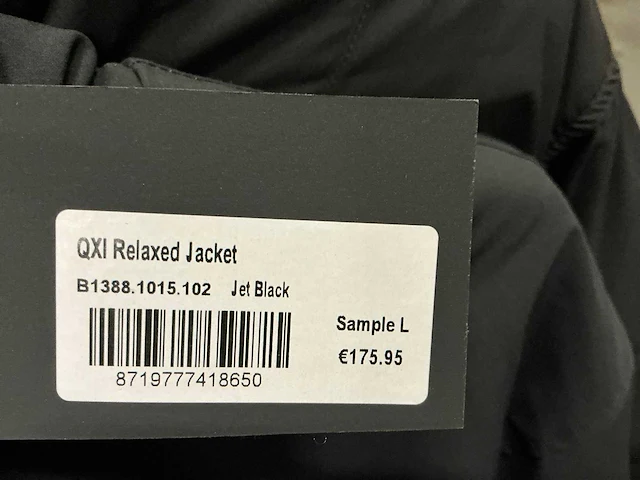 QXI Relaxed Jacket
B1388.1015.102 Jet Black
Sample L
€175.95
8719777418650